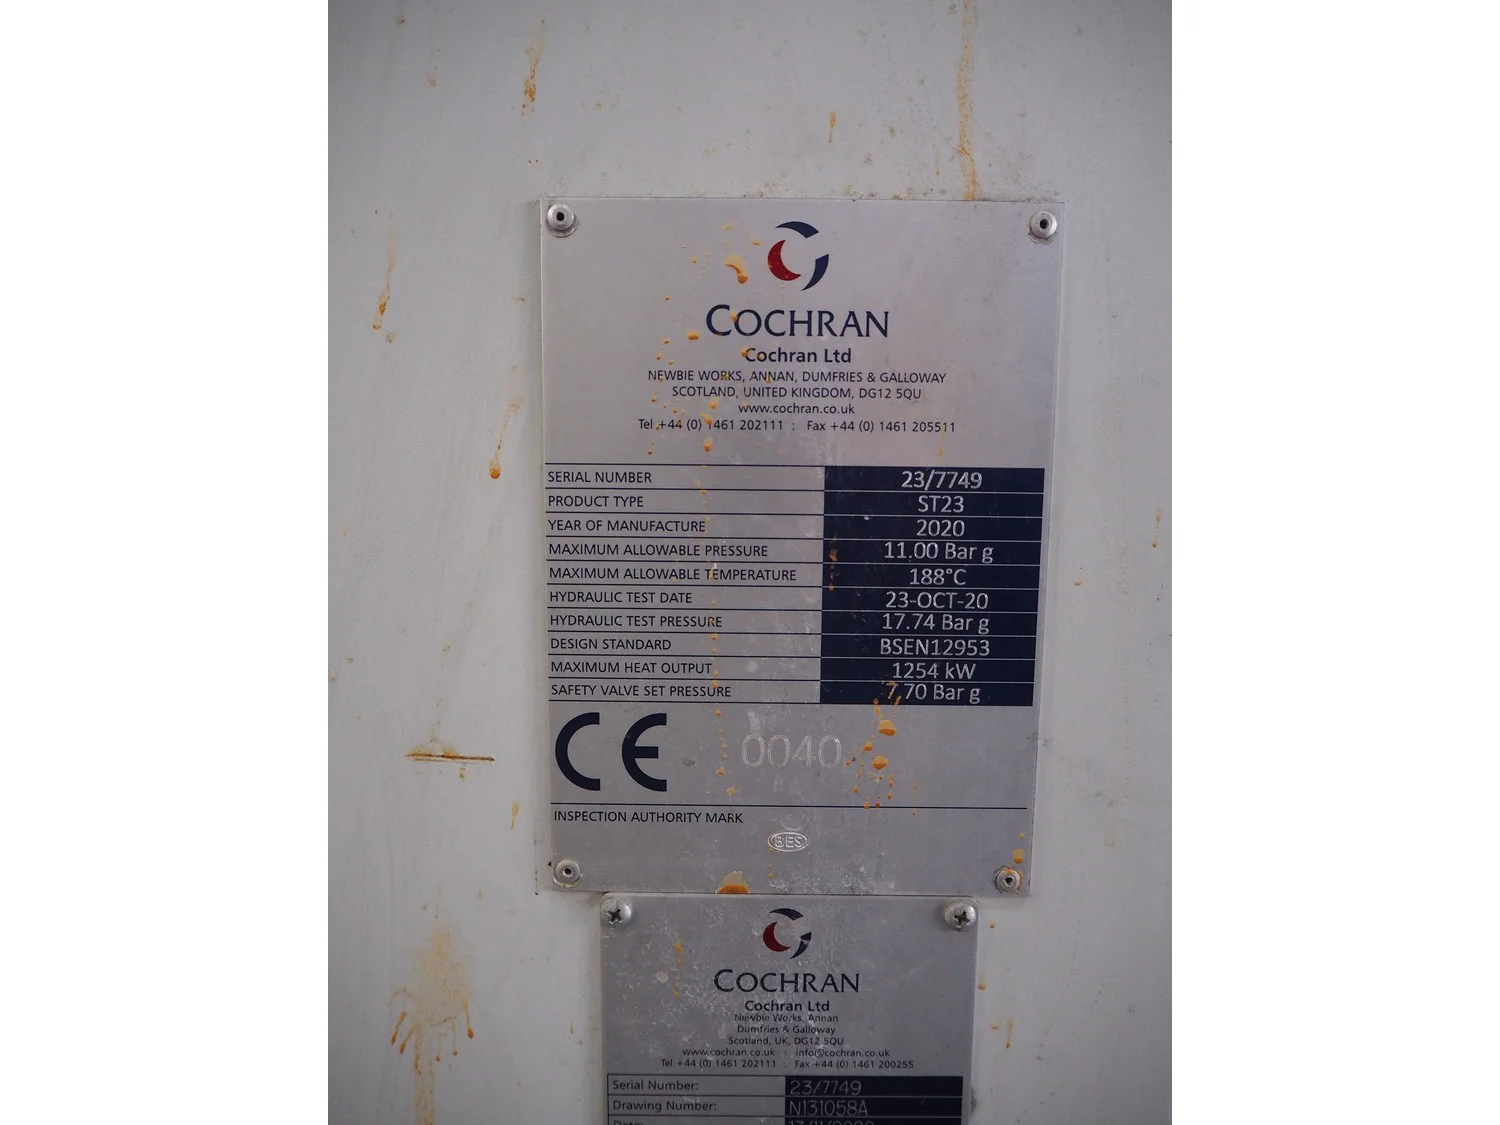 COCHRAN
Cochran Ltd
NEWBIE WORKS, ANNAN, DUMFRIES & GALLOWAY
SCOTLAND, UNITED KINGDOM, DG12 5QU
www.cochran.co.uk
Tel +44 (0) 1461 202111 : Fax +44 (0) 1461 205511
SERIAL NUMBER 23/7749
PRODUCT TYPE ST23
YEAR OF MANUFACTURE 2020
MAXIMUM ALLOWABLE PRESSURE 11.00 Bar g
MAXIMUM ALLOWABLE TEMPERATURE 188°C
HYDRAULIC TEST DATE 23-OCT-20
HYDRAULIC TEST PRESSURE 17.74 Bar g
DESIGN STANDARD BSEN12953
MAXIMUM HEAT OUTPUT 1254 kW
SAFETY VALVE SET PRESSURE 7.70 Bar g
CE 0040
INSPECTION AUTHORITY MARK
BES
COCHRAN
Cochran Ltd
Newbie Works, Annan
Dumfries & Galloway
Scotland, UK, DG12 5QU
www.cochran.co.uk : info@cochran.co.uk
Tel +44 (0) 1461 202111 : Fax +44 (0) 1461 200255
Serial Number: 23/7749
Drawing Number: N131058A